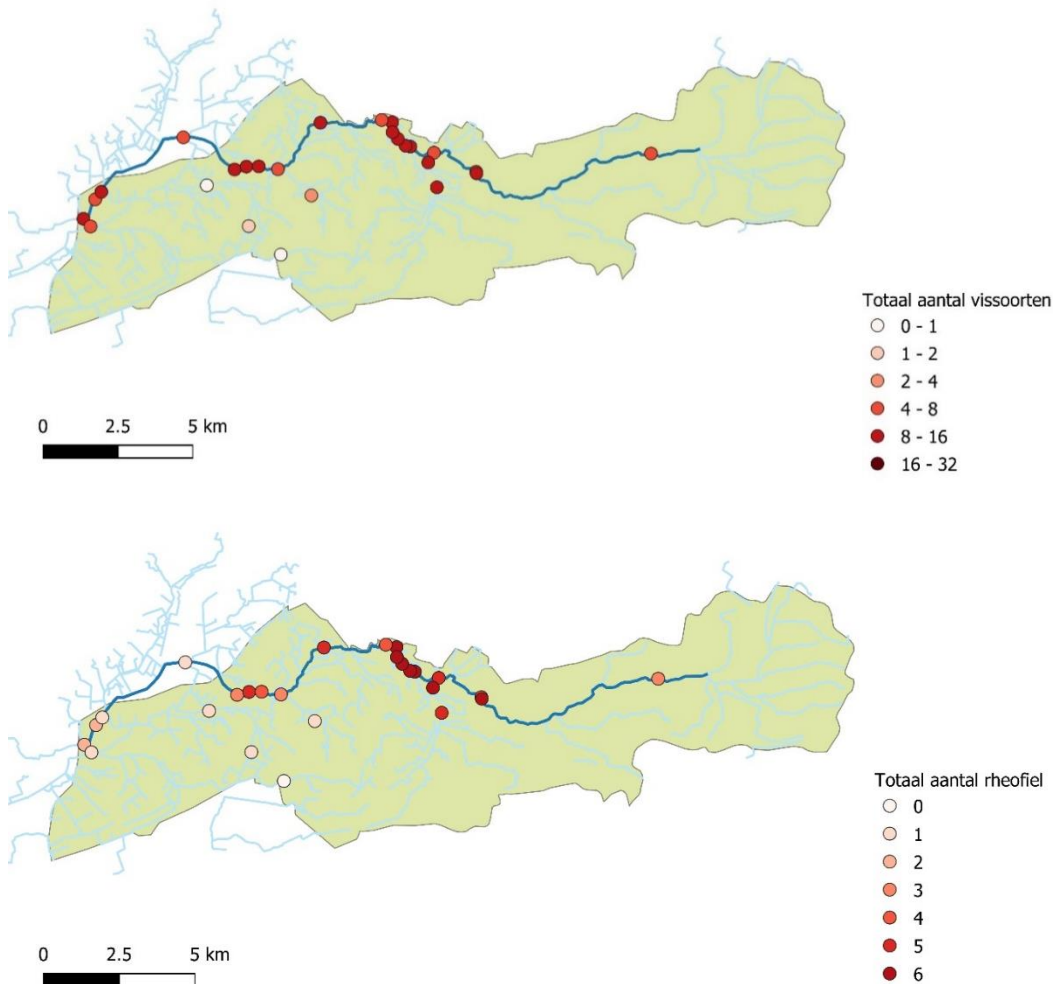 Totaal aantal vissoorten
0 - 1
1 - 2
2 - 4
4 - 8
8 - 16
16 - 32
0 2.5 5 km
Totaal aantal rheofiel
0
1
2
3
4
5
6
0 2.5 5 km